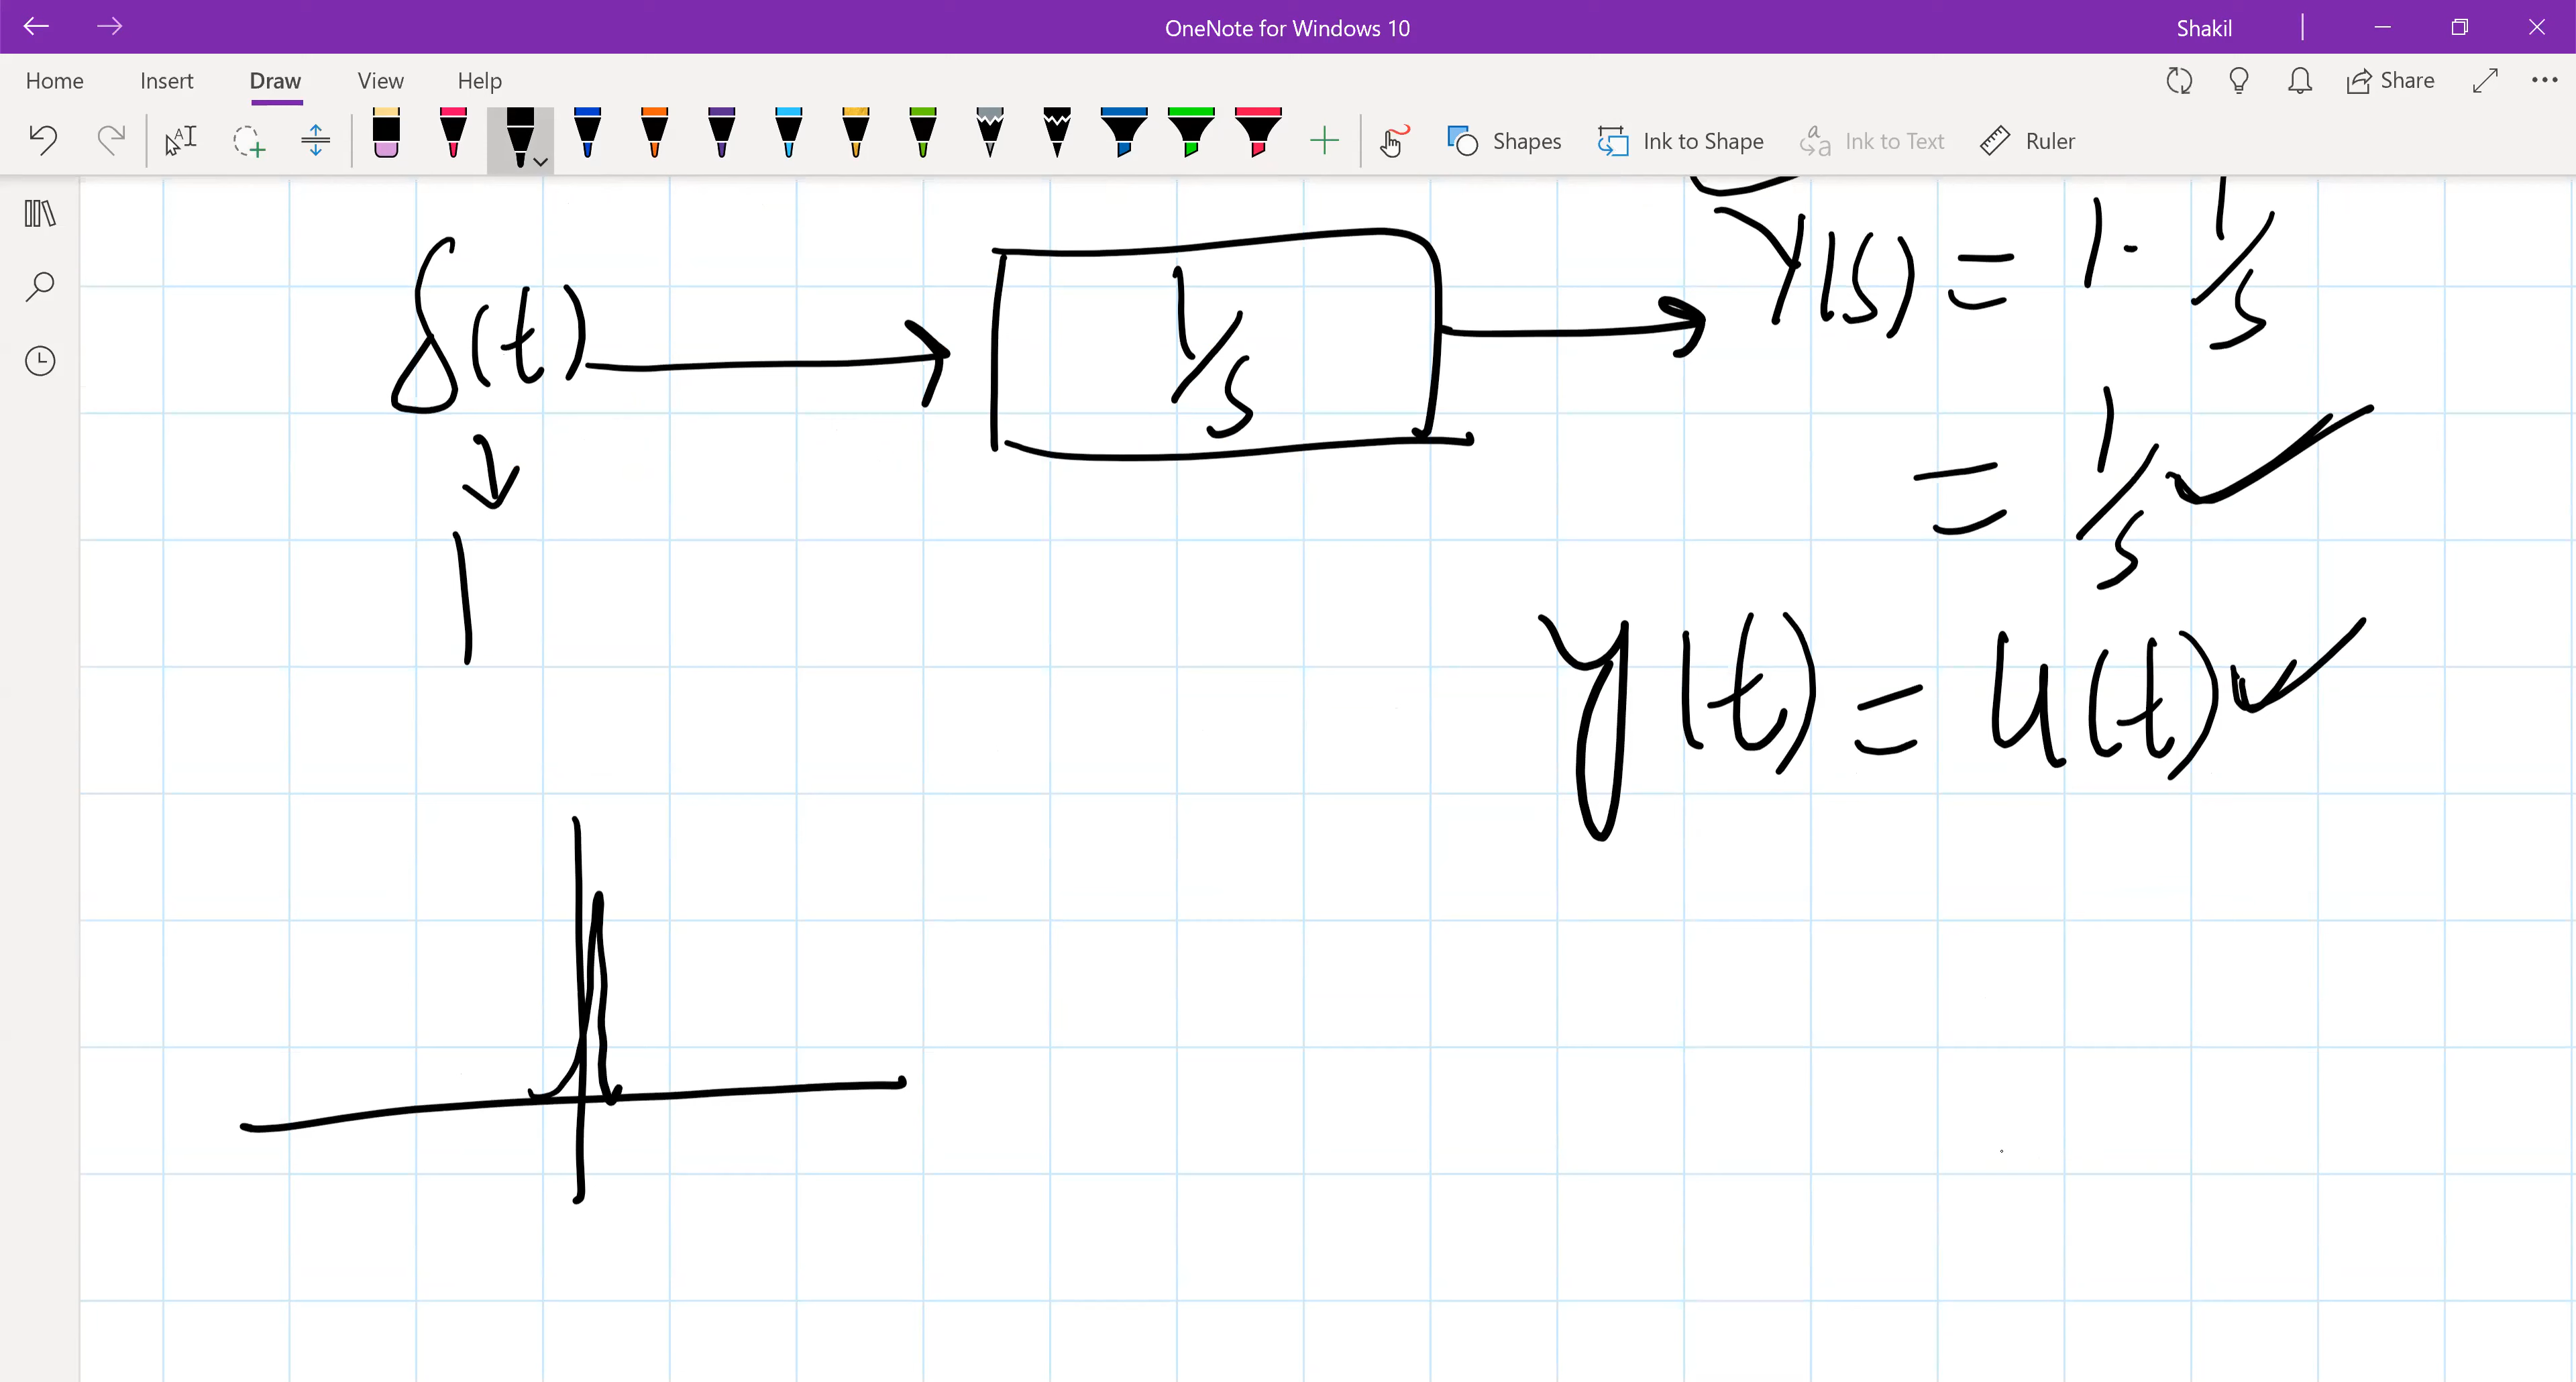 OneNote for Windows 10
Shakil
Home Insert Draw View Help
Share
Shapes Ink to Shape Ink to Text Ruler
δ(t)
1/s
Y(s) = 1 · 1/s
= 1/s
1
y(t) = u(t)